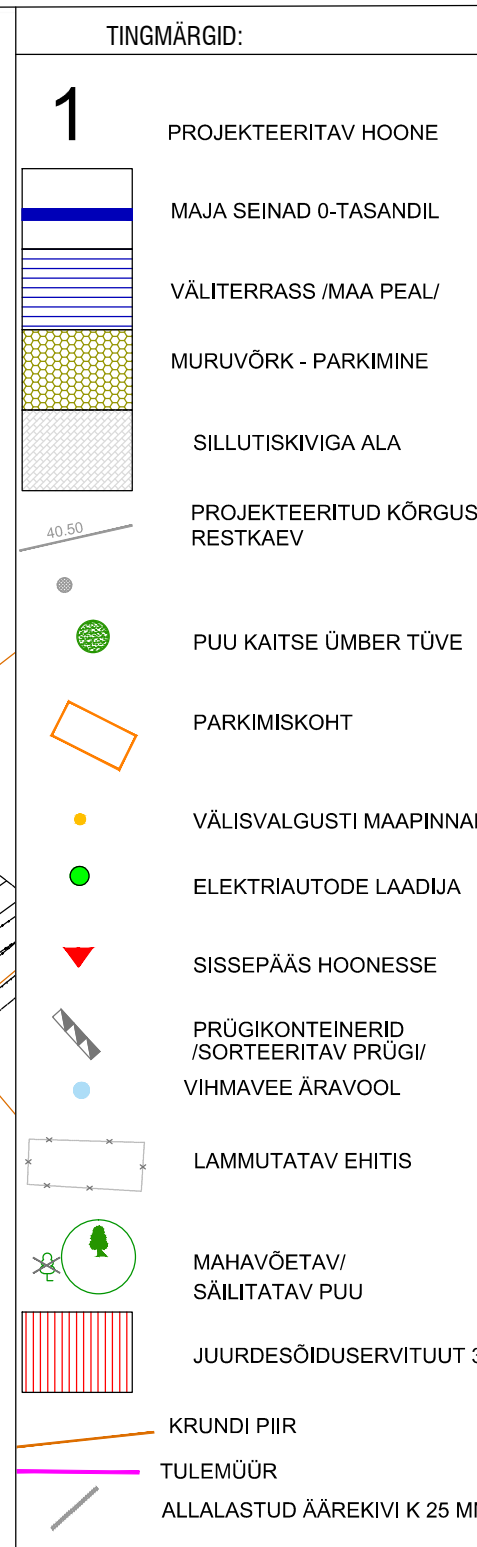 TINGMÄRGID:
1
PROJEKTEERITAV HOONE
MAJA SEINAD 0-TASANDIL
VÄLITERRASS /MAA PEAL/
MURUVÕRK - PARKIMINE
SILLUTISKIVIGA ALA
40.50
PROJEKTEERITUD KÕRGUS
RESTKAEV
PUU KAITSE ÜMBER TÜVE
PARKIMISKOHT
VÄLISVALGUSTI
ELEKTRIAUTODE LAADIJA
SISSEPÄÄS HOONESSE
PRÜGIKONTEINERID
/SORTEERITAV PRÜGI/
VIHMAVEE ÄRAVOOL
LAMMUTATAV EHITIS
MAHAVÕETAV/
SÄILITATAV PUU
JUURDESÕIDUSERVITUUT
KRUNDI PIIR
TULEMÜÜR
ALLALASTUD ÄÄREKIVI K 25